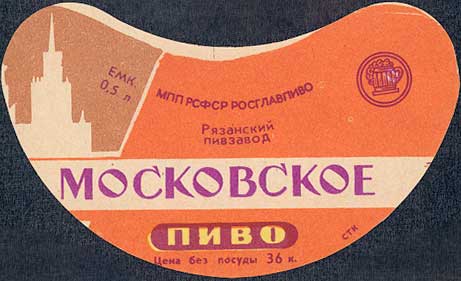 ЕМК.
0,5 л
МПП РСФСР РОСГЛАВПИВО
Рязанский
пивзавод
МОСКОВСКОЕ
ПИВО
СТК
Цена без посуды 36 к.